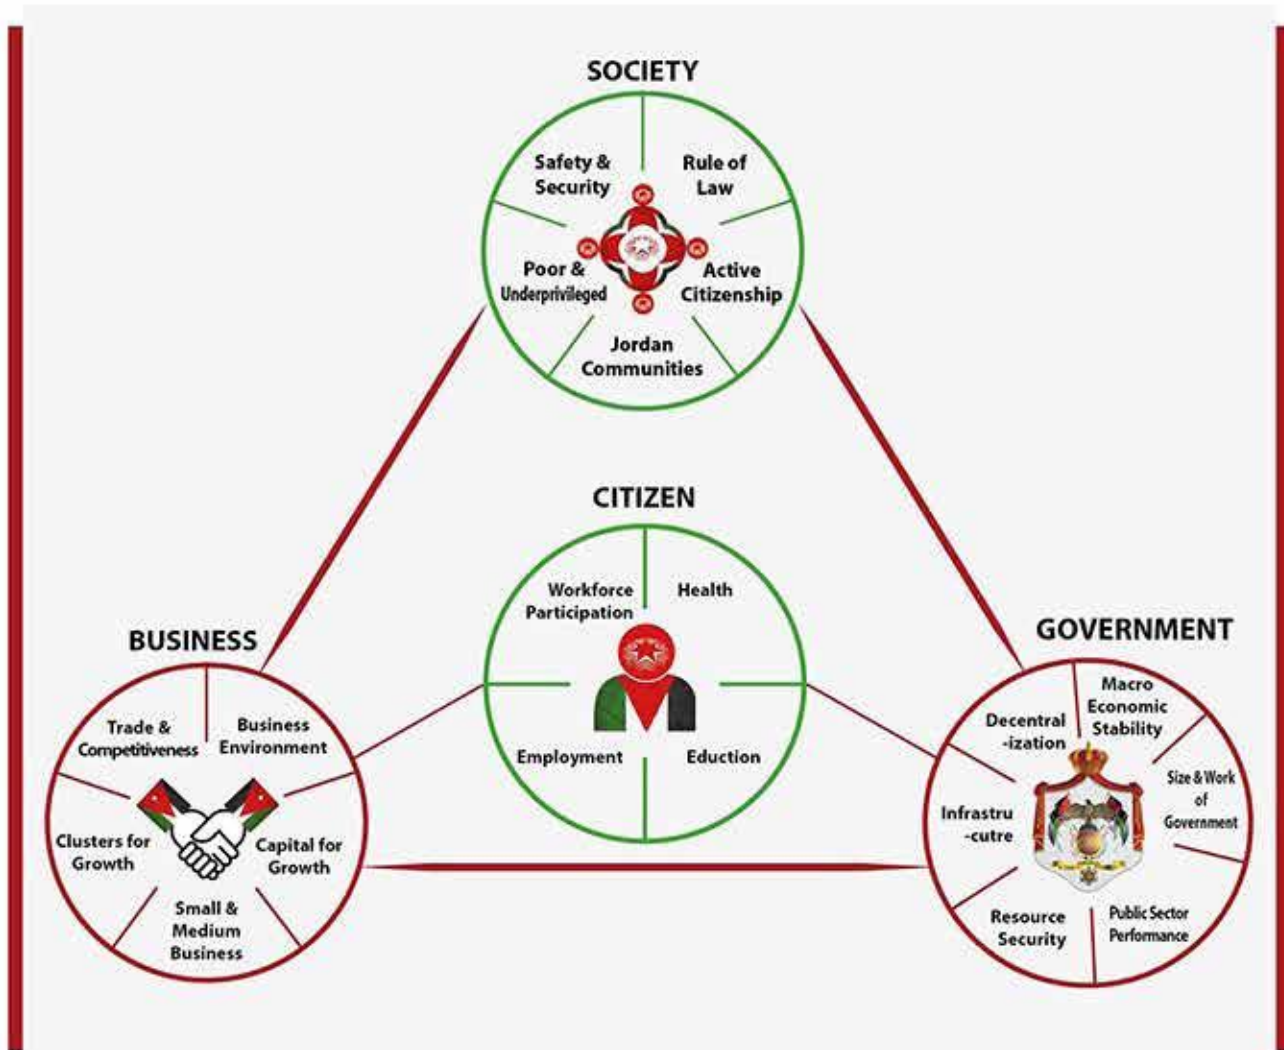 SOCIETY
Safety &
Security
Rule of
Law
Poor &
Underprivileged
Active
Citizenship
Jordan
Communities
CITIZEN
Workforce
Participation
Health
Employment
Eduction
BUSINESS
Trade &
Competitiveness
Business
Environment
Clusters for
Growth
Capital for
Growth
Small &
Medium
Business
GOVERNMENT
Decentral
-ization
Macro
Economic
Stability
Infrastru
-cutre
Size & Work
of
Government
Resource
Security
Public Sector
Performance